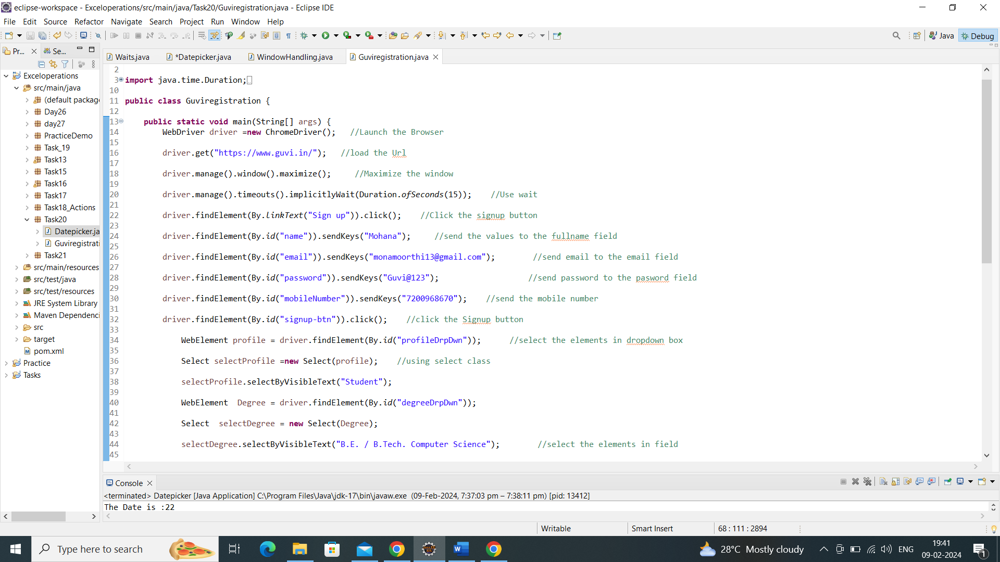 eclipse-workspace - Exceloperations/src/main/java/Task20/Guviregistration.java - Eclipse IDE
File Edit Source Refactor Navigate Search Project Run Window Help
Java Debug
Pr... Se...
Waits.java *Datepicker.java WindowHandling.java Guviregistration.java
Exceloperations
src/main/java
(default package
Day26
day27
PracticeDemo
Task_19
Task13
Task15
Task16
Task17
Task18_Actions
Task20
Datepicker.ja
Guviregistrati
Task21
src/main/resources
src/test/java
src/test/resources
JRE System Library
Maven Dependenci
src
target
pom.xml
Practice
Tasks
2
3 import java.time.Duration;
10
11 public class Guviregistration {
12
13 public static void main(String[] args) {
14 WebDriver driver =new ChromeDriver(); //Launch the Browser
15
16 driver.get("https://www.guvi.in/"); //load the Url
17
18 driver.manage().window().maximize(); //Maximize the window
19
20 driver.manage().timeouts().implicitlyWait(Duration.ofSeconds(15)); //Use wait
21
22 driver.findElement(By.linkText("Sign up")).click(); //Click the signup button
23
24 driver.findElement(By.id("name")).sendKeys("Mohana"); //send the values to the fullname field
25
26 driver.findElement(By.id("email")).sendKeys("monamoorthi13@gmail.com"); //send email to the email field
27
28 driver.findElement(By.id("password")).sendKeys("Guvi@123"); //send password to the pasword field
29
30 driver.findElement(By.id("mobileNumber")).sendKeys("7200968670"); //send the mobile number
31
32 driver.findElement(By.id("signup-btn")).click(); //click the Signup button
33
34 WebElement profile = driver.findElement(By.id("profileDrpDwn")); //select the elements in dropdown box
35
36 Select selectProfile =new Select(profile); //using select class
37
38 selectProfile.selectByVisibleText("Student");
39
40 WebElement Degree = driver.findElement(By.id("degreeDrpDwn"));
41
42 Select selectDegree = new Select(Degree);
43
44 selectDegree.selectByVisibleText("B.E. / B.Tech. Computer Science"); //select the elements in field
45
Console
<terminated> Datepicker [Java Application] C:\Program Files\Java\jdk-17\bin\javaw.exe (09-Feb-2024, 7:37:03 pm – 7:38:11 pm) [pid: 13412]
The Date is :22
Writable Smart Insert 68 : 111 : 2894
Type here to search
28°C Mostly cloudy ENG
19:41
09-02-2024
1